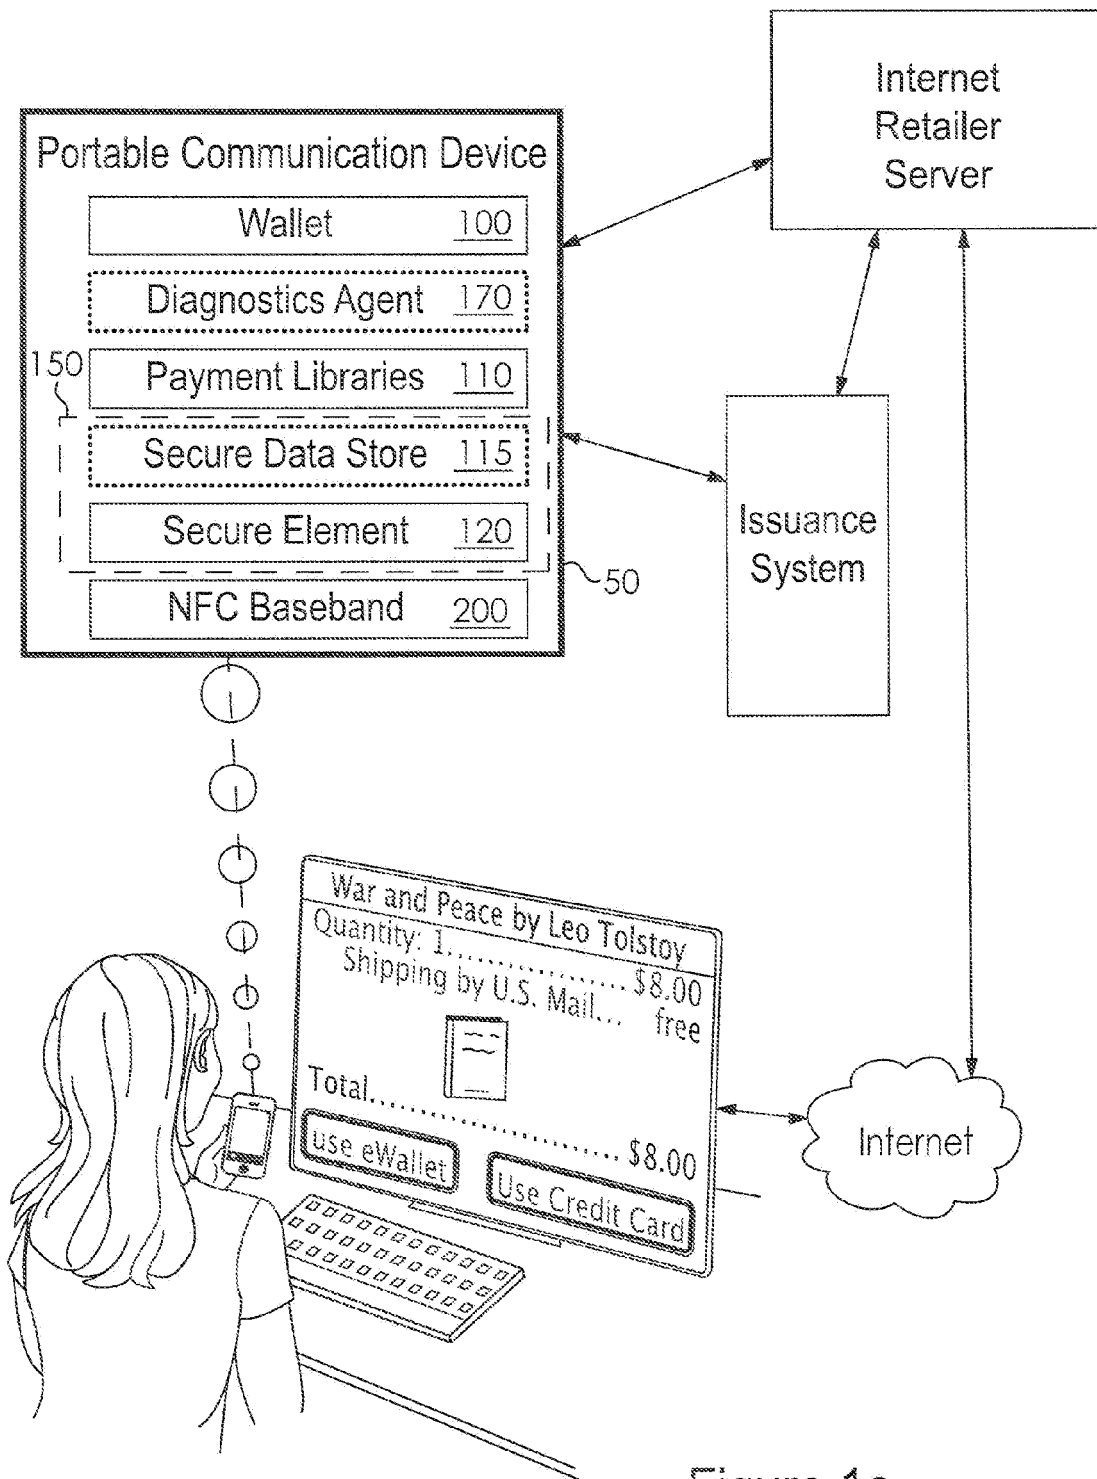 Internet
Retailer
Server
Portable Communication Device
Wallet 100
Diagnostics Agent 170
150
Payment Libraries 110
Secure Data Store 115
Secure Element 120
50
NFC Baseband 200
Issuance
System
War and Peace by Leo Tolstoy
Quantity: 1.................. $8.00
Shipping by U.S. Mail... free
Total........................ $8.00
use eWallet
Use Credit Card
Internet